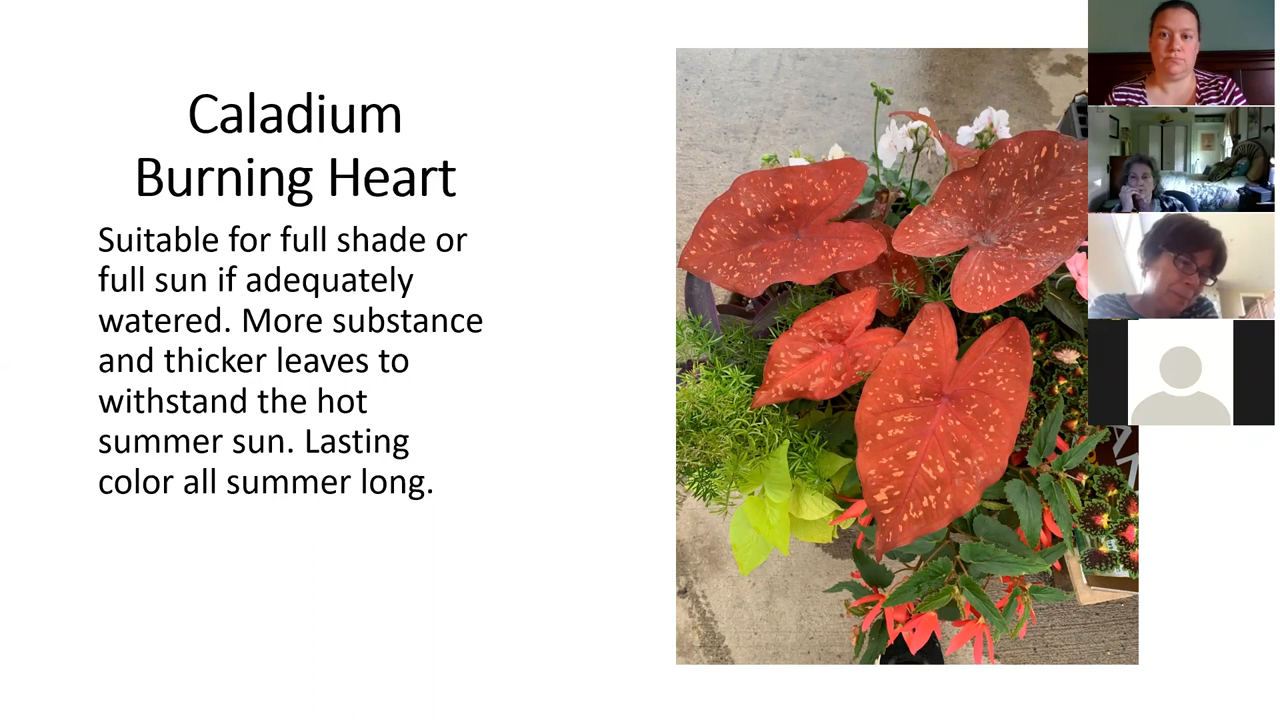 Caladium
Burning Heart
Suitable for full shade or
full sun if adequately
watered. More substance
and thicker leaves to
withstand the hot
summer sun. Lasting
color all summer long.